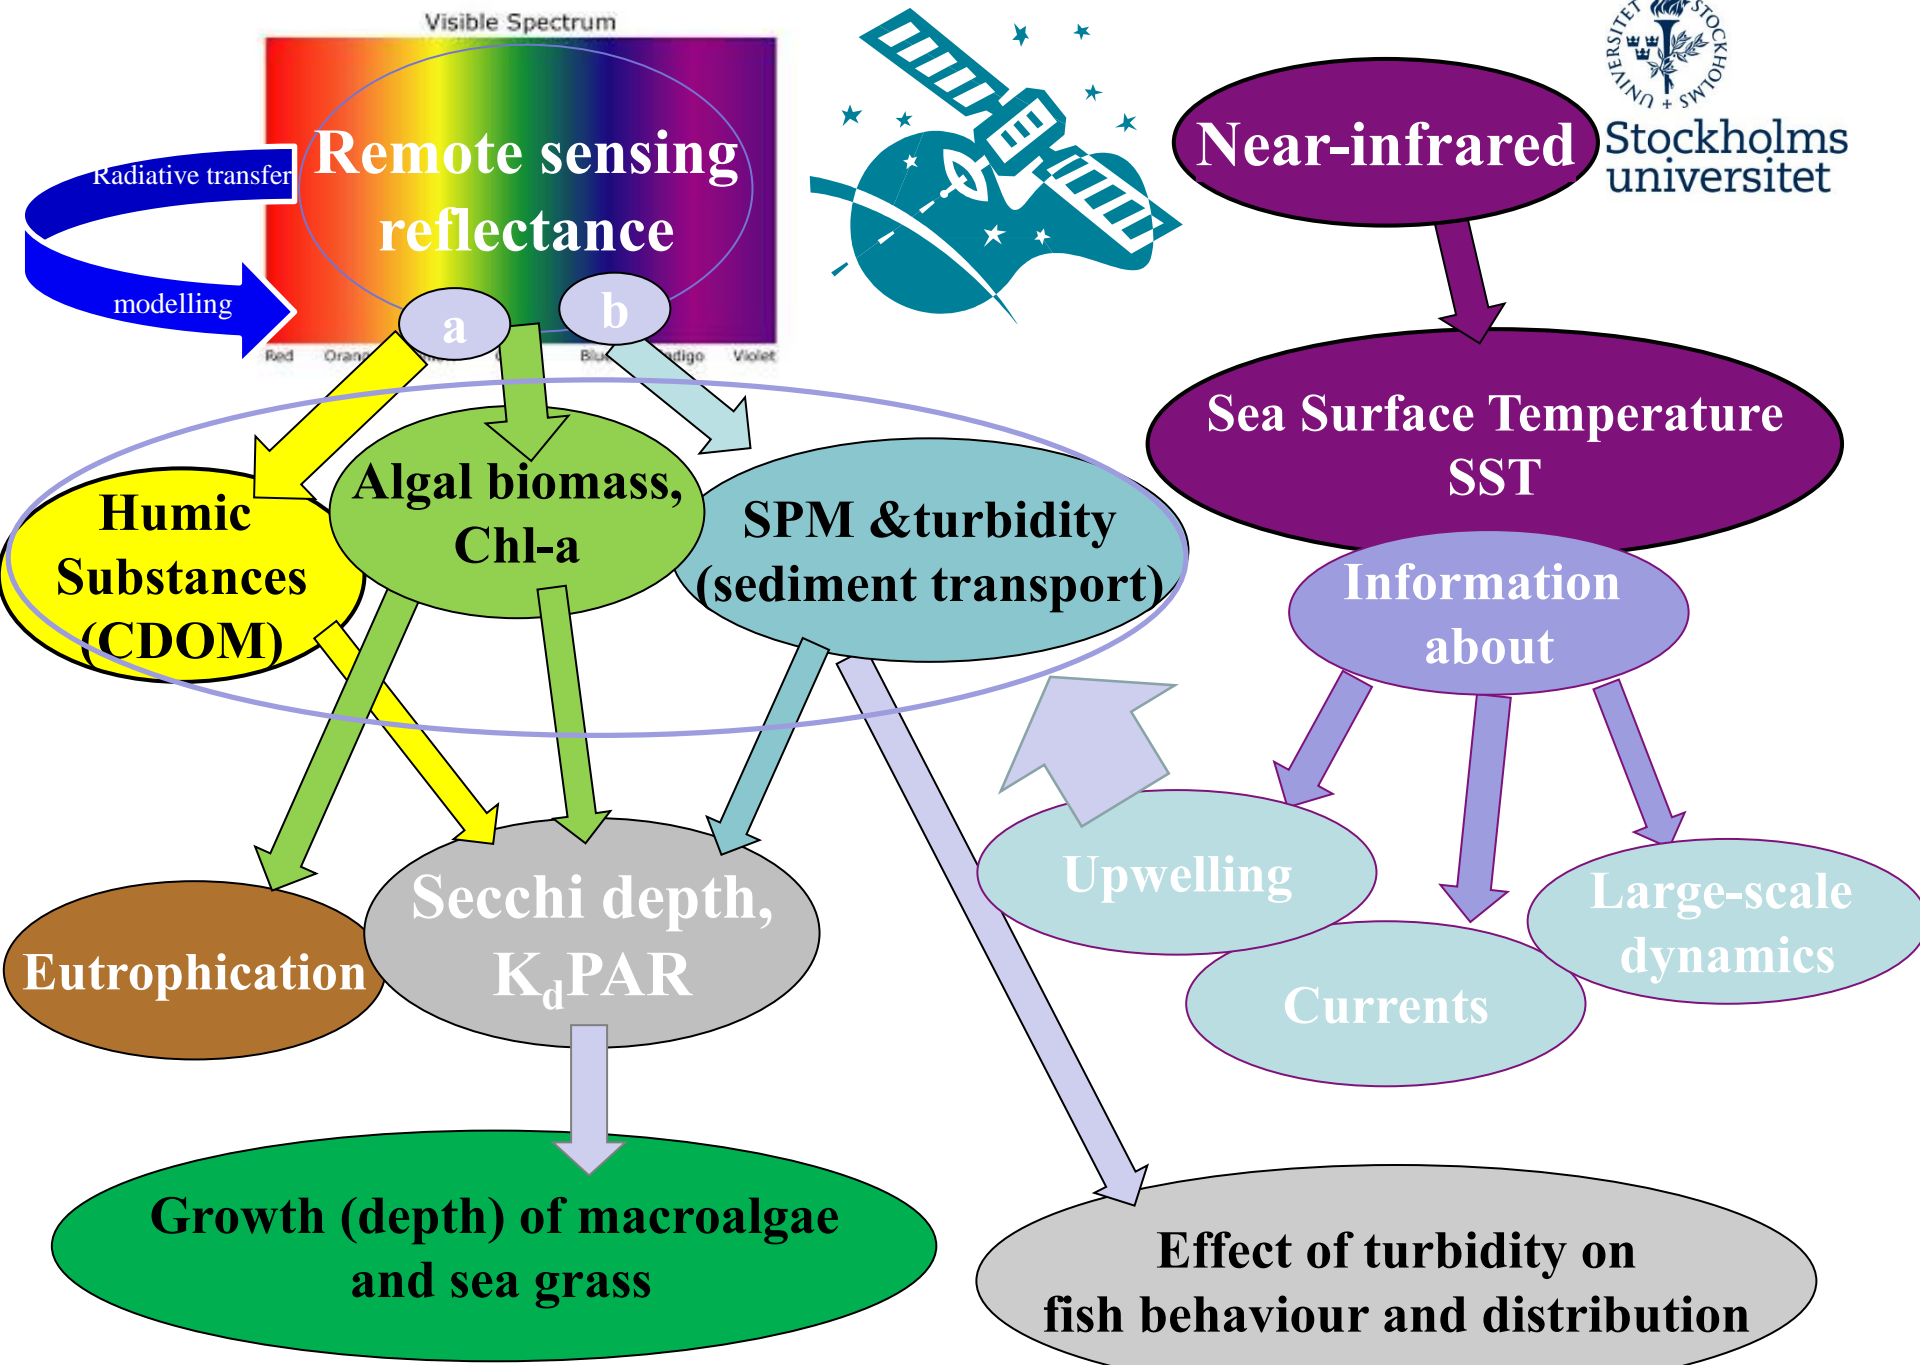 Visible Spectrum
Remote sensing
reflectance
Radiative transfer
modelling
a
b
Red
Violet
UNIVERSITET
STOCKHOLMS
Stockholms
universitet
Near-infrared
Sea Surface Temperature
SST
Humic
Substances
(CDOM)
Algal biomass,
Chl-a
SPM &turbidity
(sediment transport)
Information
about
Eutrophication
Secchi depth,
KdPAR
Upwelling
Currents
Large-scale
dynamics
Growth (depth) of macroalgae
and sea grass
Effect of turbidity on
fish behaviour and distribution